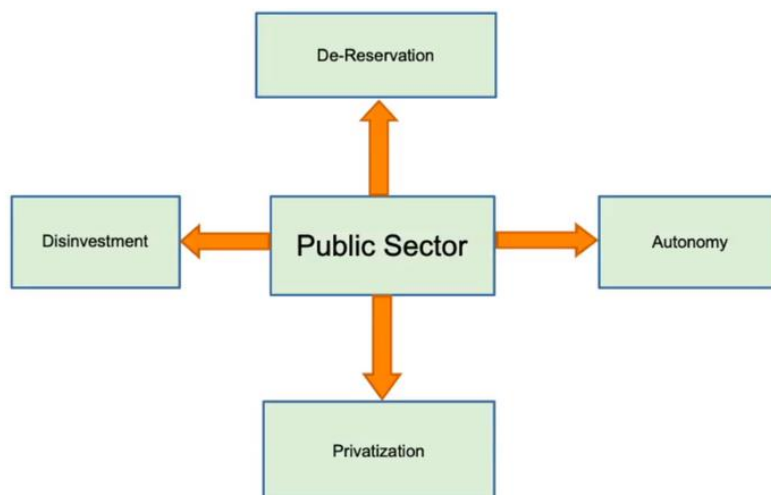 De-Reservation
Disinvestment
Public Sector
Autonomy
Privatization